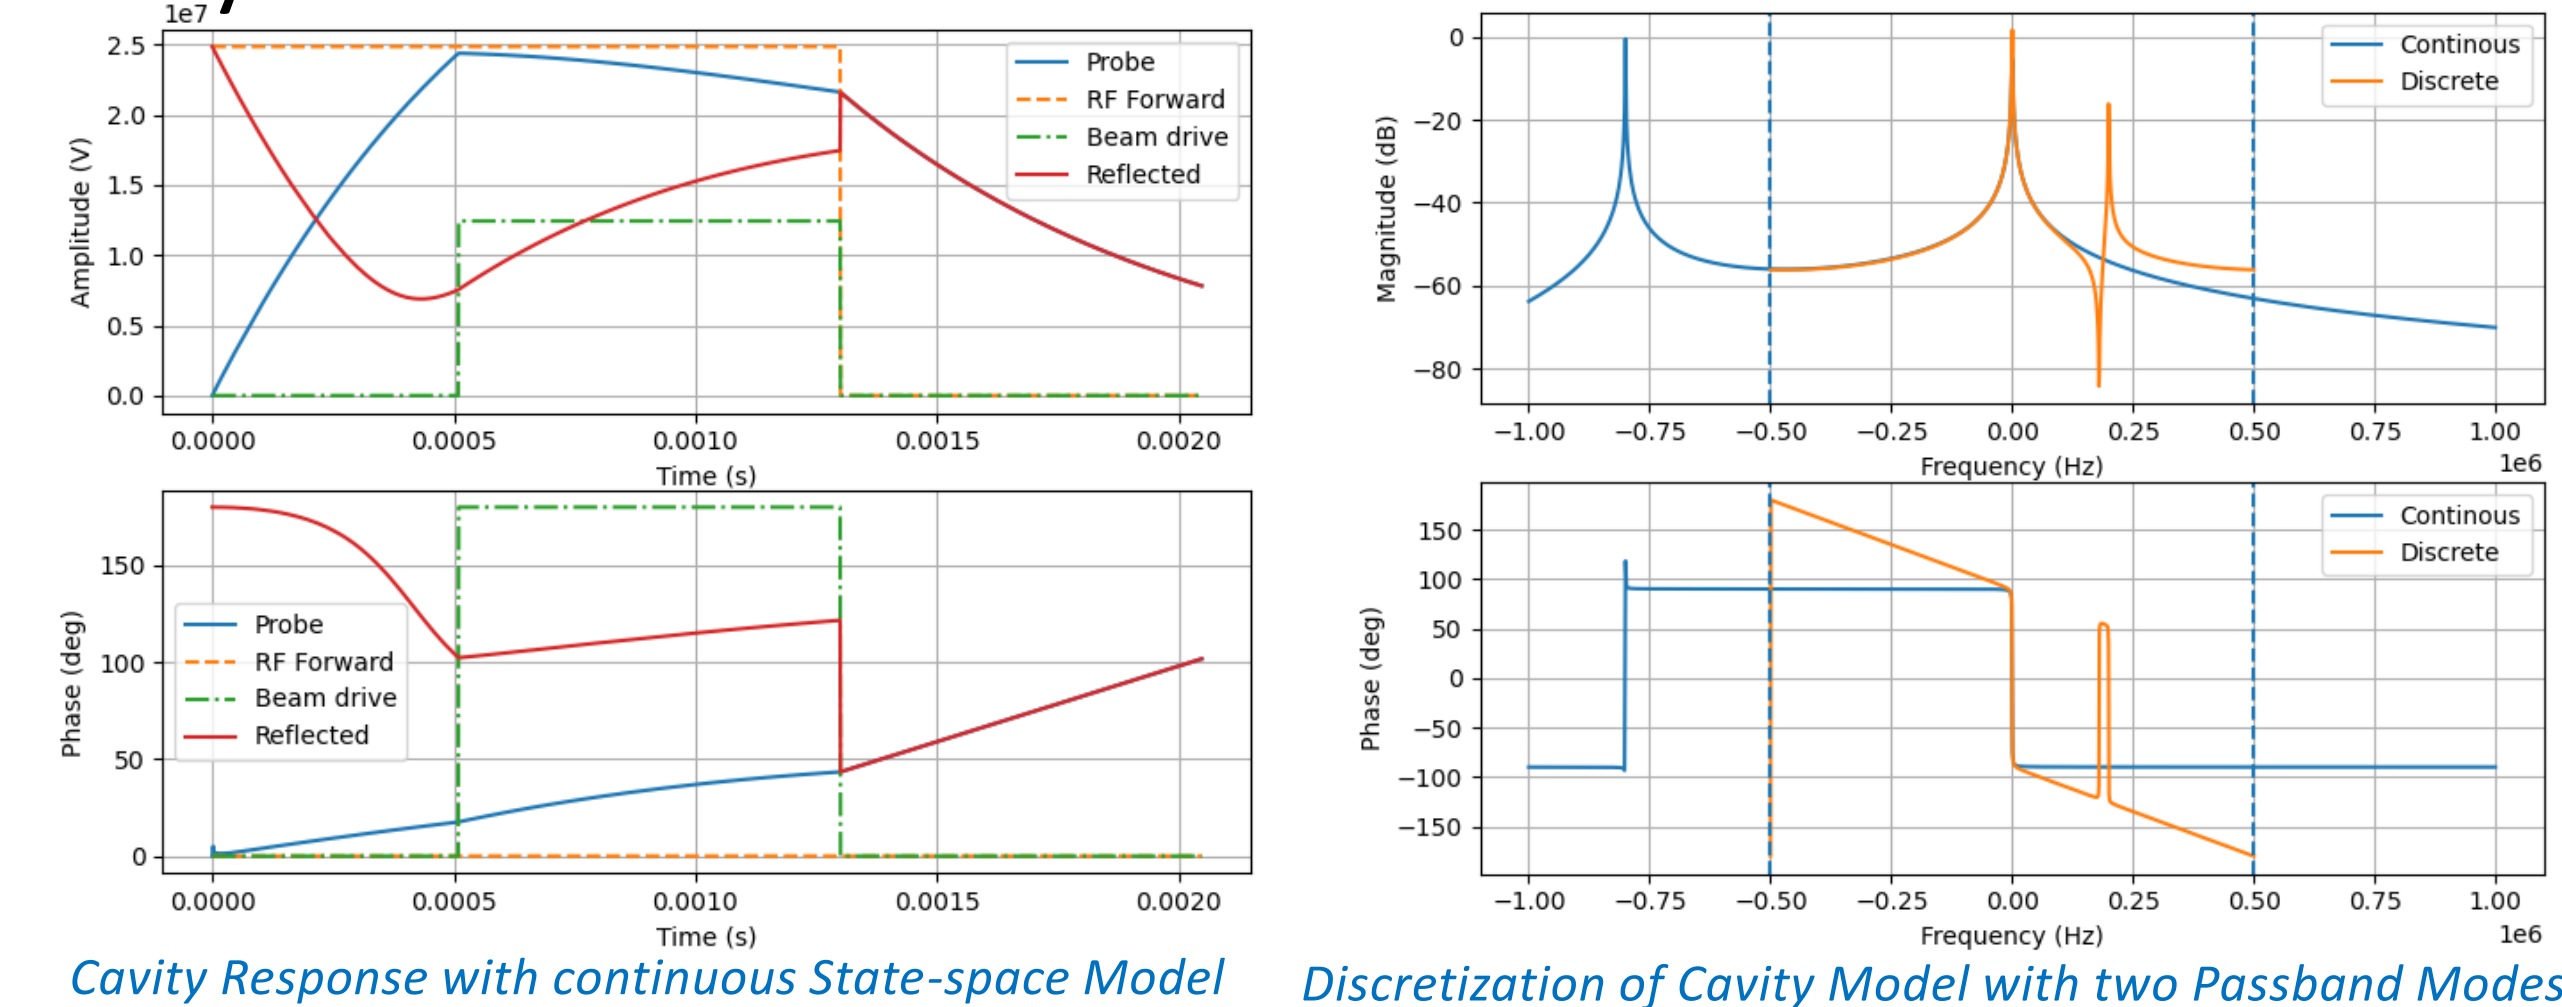 1e7
2.5
2.0
1.5
1.0
0.5
0.0
Amplitude (V)
Probe
RF Forward
Beam drive
Reflected
0.0000 0.0005 0.0010 0.0015 0.0020
Time (s)
150
100
50
0
Phase (deg)
Probe
RF Forward
Beam drive
Reflected
0.0000 0.0005 0.0010 0.0015 0.0020
Time (s)
Cavity Response with continuous State-space Model
0
−20
−40
−60
−80
Magnitude (dB)
Continous
Discrete
−1.00 −0.75 −0.50 −0.25 0.00 0.25 0.50 0.75 1.00
Frequency (Hz)
1e6
150
100
50
0
−50
−100
−150
Phase (deg)
Continous
Discrete
−1.00 −0.75 −0.50 −0.25 0.00 0.25 0.50 0.75 1.00
Frequency (Hz)
1e6
Discretization of Cavity Model with two Passband Modes